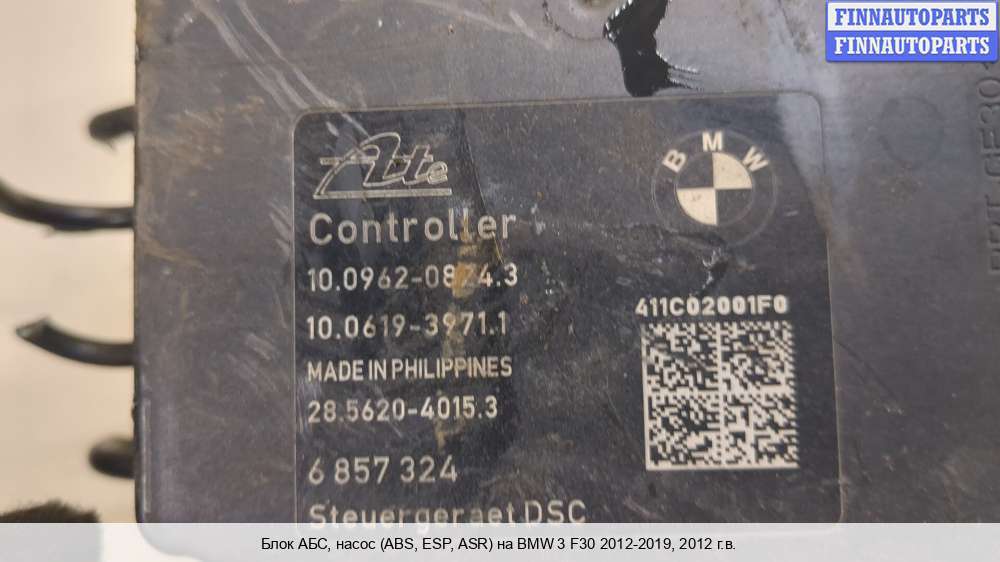 FINNAUTOPARTS
FINNAUTOPARTS
Ate
BMW
Controller
10.0962-0824.3
10.0619-3971.1
411C02001F0
MADE IN PHILIPPINES
28.5620-4015.3
6 857 324
Steuergeraet DSC
Блок АБС, насос (ABS, ESP, ASR) на BMW 3 F30 2012-2019, 2012 г.в.